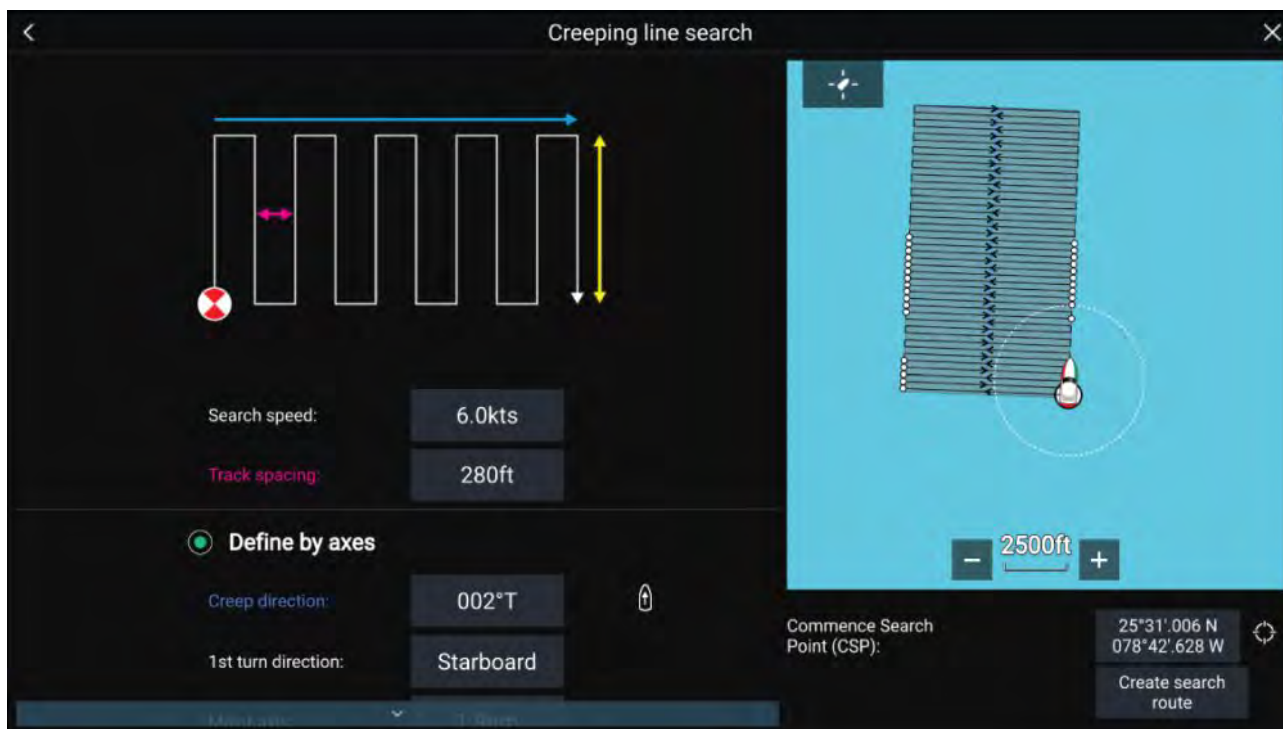 Creeping line search
Search speed: 6.0kts
Track spacing: 280ft
Define by axes
Creep direction: 002°T
1st turn direction: Starboard
2500ft
Commence Search
Point (CSP):
25°31'.006 N
078°42'.628 W
Create search
route